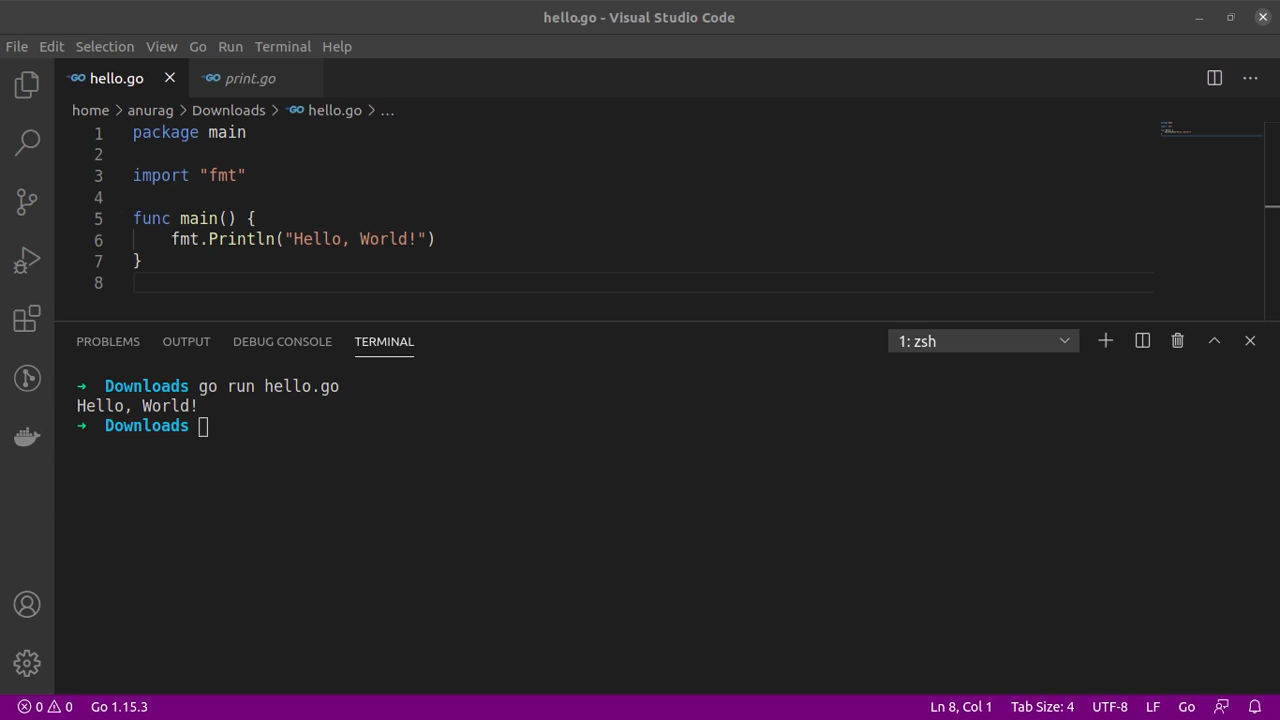 hello.go - Visual Studio Code
File Edit Selection View Go Run Terminal Help
GO hello.go GO print.go
home > anurag > Downloads > GO hello.go > ...
1 package main
2
3 import "fmt"
4
5 func main() {
6 fmt.Println("Hello, World!")
7 }
8
PROBLEMS OUTPUT DEBUG CONSOLE TERMINAL 1: zsh
➜ Downloads go run hello.go
Hello, World!
➜ Downloads
0 0 Go 1.15.3 Ln 8, Col 1 Tab Size: 4 UTF-8 LF Go